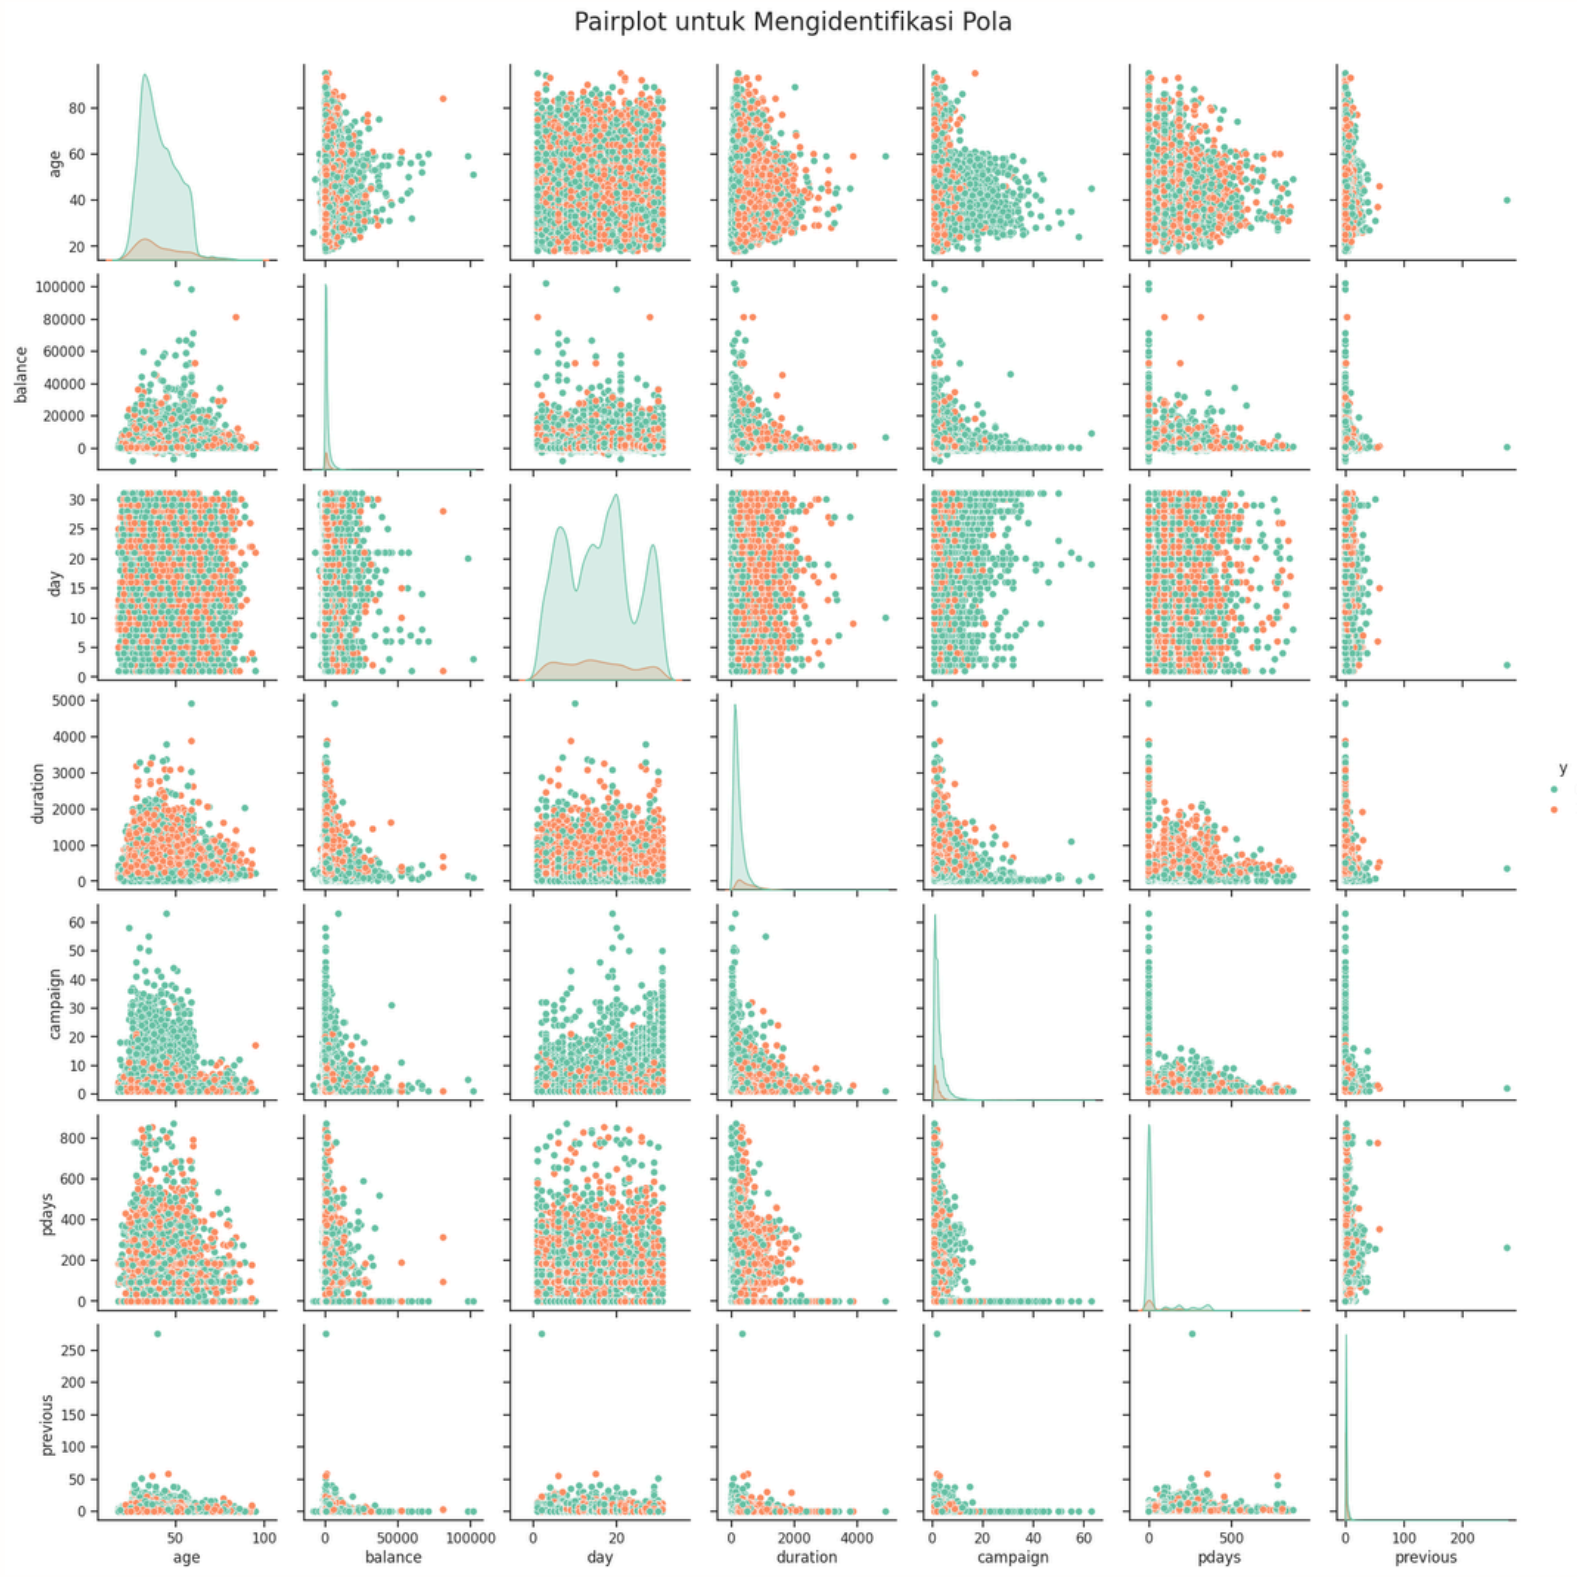 Pairplot untuk Mengidentifikasi Pola
80
60
40
20
age
100000
80000
60000
40000
20000
0
balance
30
25
20
15
10
5
0
day
5000
4000
3000
2000
1000
0
duration
y
60
50
40
30
20
10
0
campaign
800
600
400
200
0
pdays
250
200
150
100
50
0
previous
50 100
age
0 50000 100000
balance
0 20
day
0 2000 4000
duration
0 20 40 60
campaign
0 500
pdays
0 100 200
previous